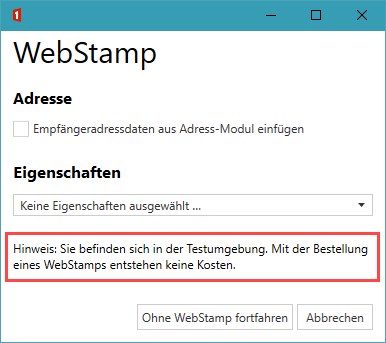 WebStamp
Adresse
Empfängeradressdaten aus Adress-Modul einfügen
Eigenschaften
Keine Eigenschaften ausgewählt ...
Hinweis: Sie befinden sich in der Testumgebung. Mit der Bestellung
eines WebStamps entstehen keine Kosten.
Ohne WebStamp fortfahren Abbrechen